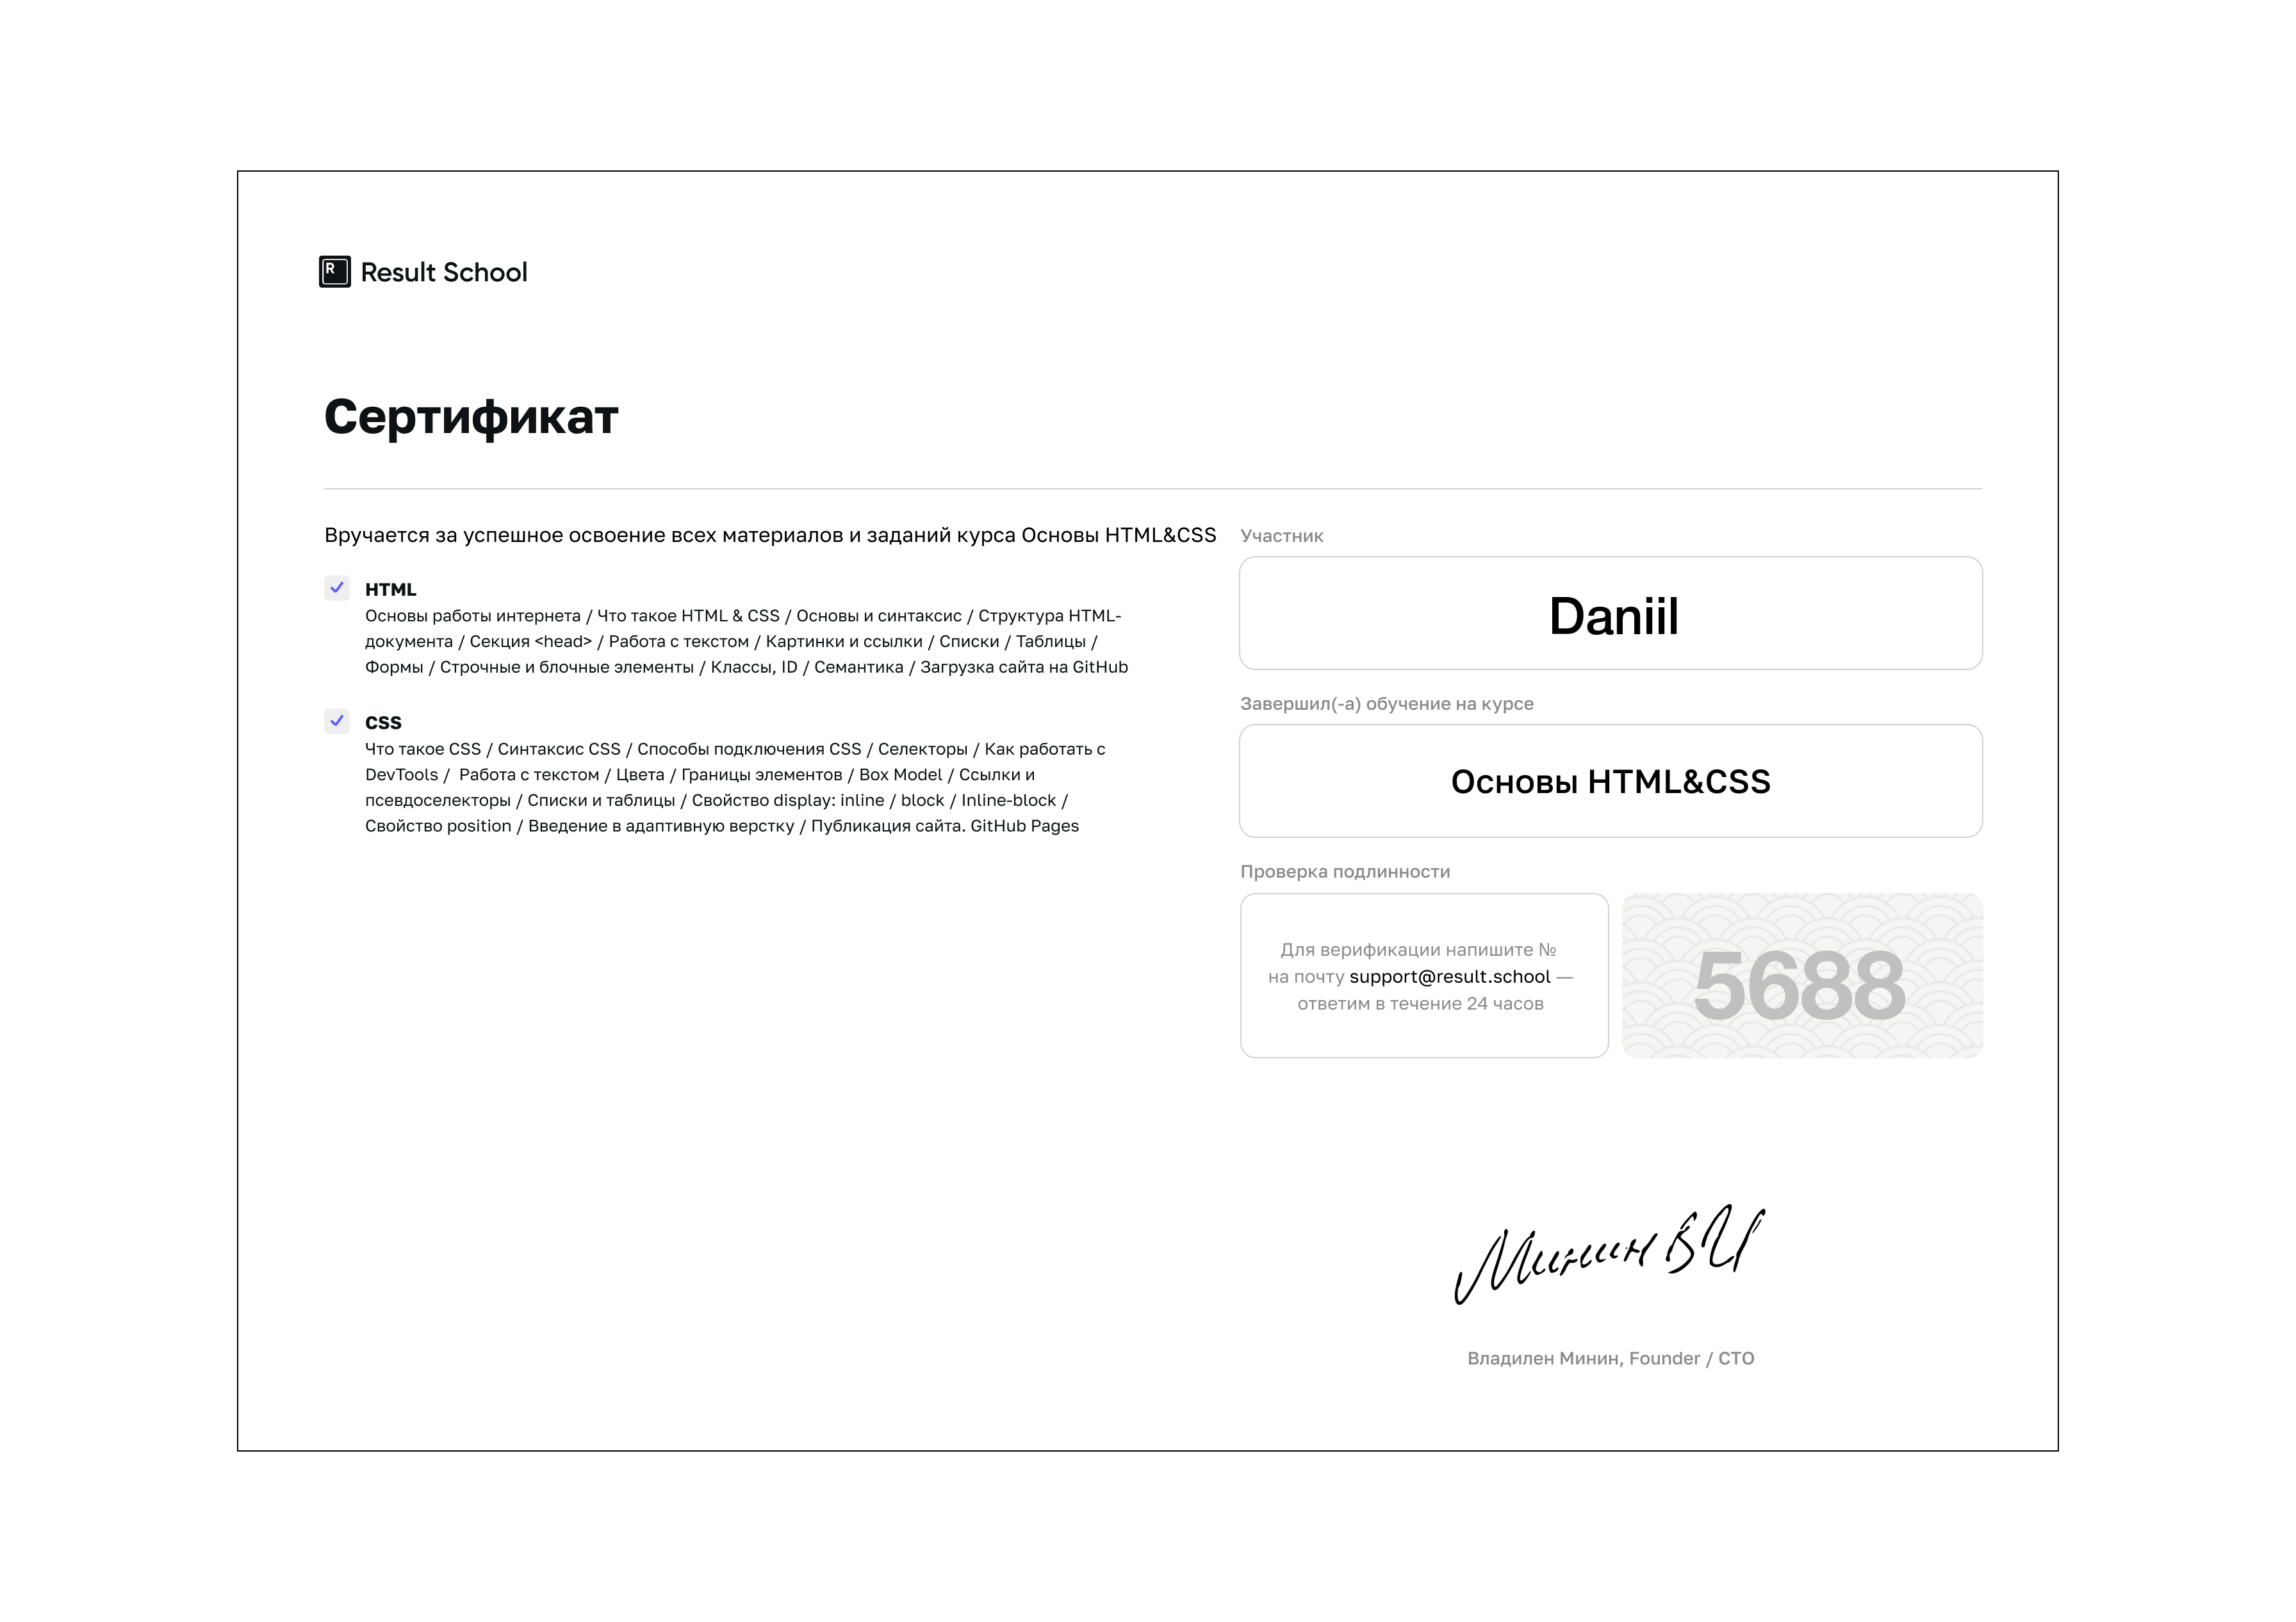 R
Result School
Сертификат
Вручается за успешное освоение всех материалов и заданий курса Основы HTML&CSS
HTML
Основы работы интернета / Что такое HTML & CSS / Основы и синтаксис / Структура HTML-
документа / Секция <head> / Работа с текстом / Картинки и ссылки / Списки / Таблицы /
Формы / Строчные и блочные элементы / Классы, ID / Семантика / Загрузка сайта на GitHub
CSS
Что такое CSS / Синтаксис CSS / Способы подключения CSS / Селекторы / Как работать с
DevTools /  Работа с текстом / Цвета / Границы элементов / Box Model / Ссылки и
псевдоселекторы / Списки и таблицы / Свойство display: inline / block / Inline-block /
Свойство position / Введение в адаптивную верстку / Публикация сайта. GitHub Pages
Участник
Daniil
Завершил(-а) обучение на курсе
Основы HTML&CSS
Проверка подлинности
Для верификации напишите №
на почту support@result.school —
ответим в течение 24 часов
5688
Минин В И
Владилен Минин, Founder / CTO